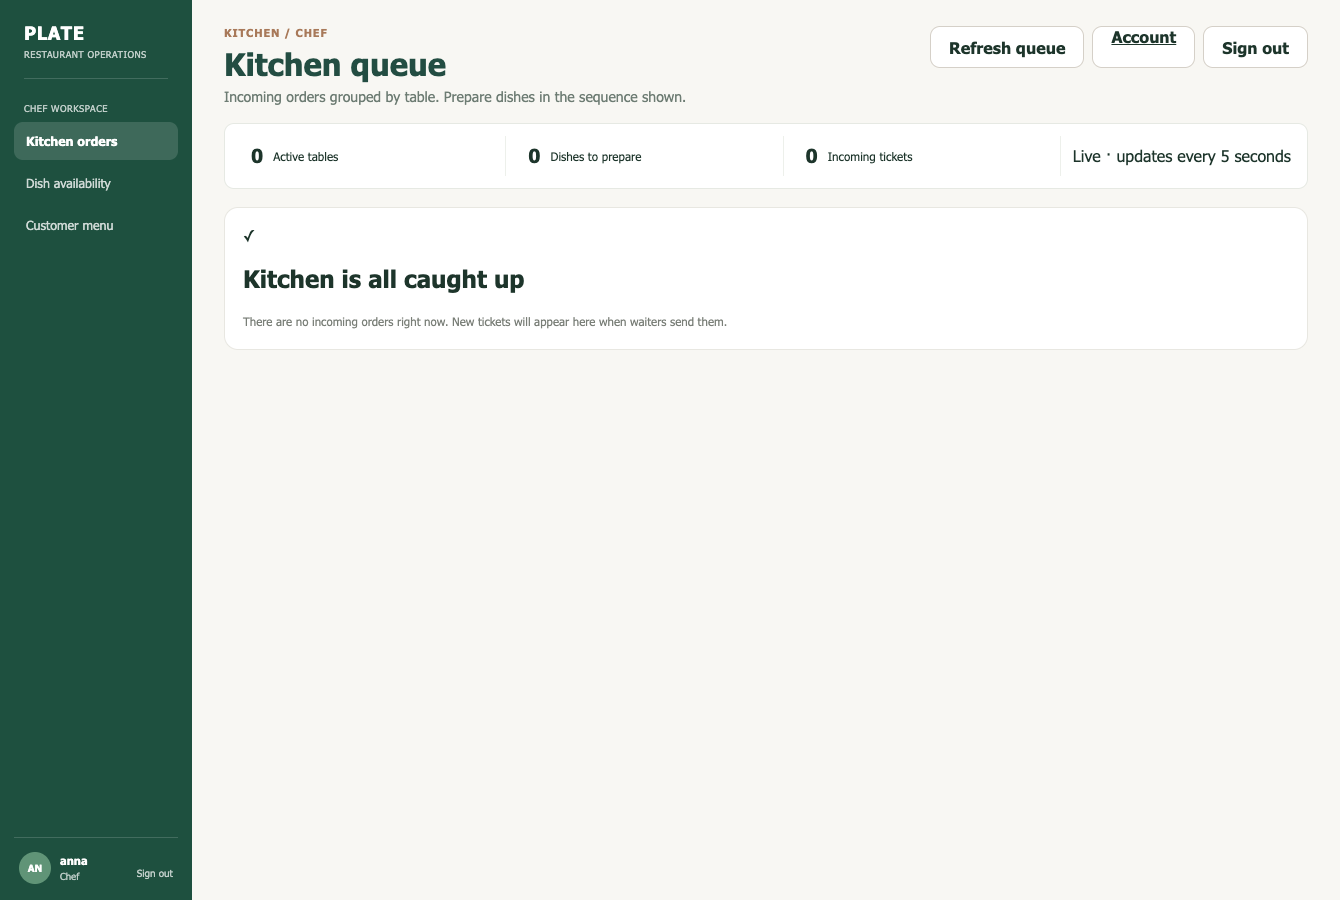 PLATE
RESTAURANT OPERATIONS
CHEF WORKSPACE
Kitchen orders
Dish availability
Customer menu
AN
anna
Chef
Sign out
KITCHEN / CHEF
Kitchen queue
Incoming orders grouped by table. Prepare dishes in the sequence shown.
Refresh queue
Account
Sign out
0 Active tables
0 Dishes to prepare
0 Incoming tickets
Live · updates every 5 seconds
✓
Kitchen is all caught up
There are no incoming orders right now. New tickets will appear here when waiters send them.